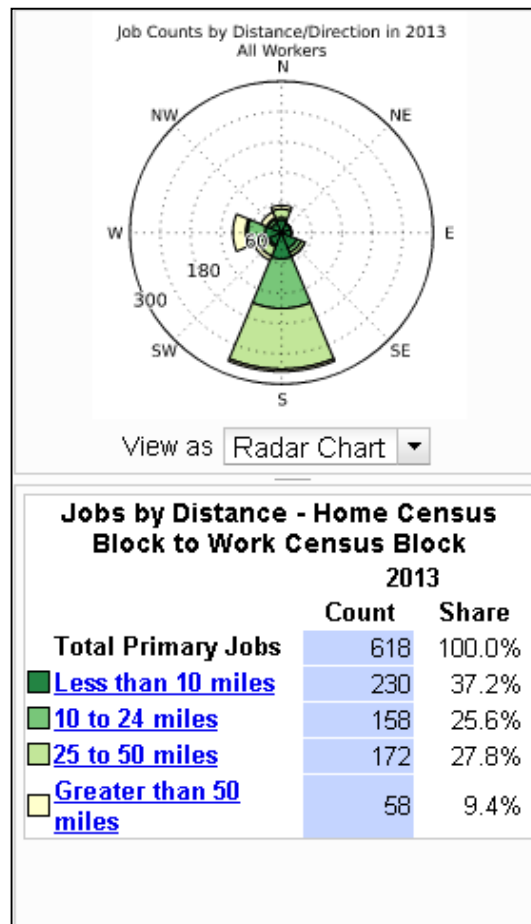 Job Counts by Distance/Direction in 2013
All Workers
N
NW
NE
W
60
E
180
300
SW
SE
S
View as Radar Chart
Jobs by Distance - Home Census
Block to Work Census Block
2013
Count Share
Total Primary Jobs 618 100.0%
Less than 10 miles 230 37.2%
10 to 24 miles 158 25.6%
25 to 50 miles 172 27.8%
Greater than 50
miles 58 9.4%